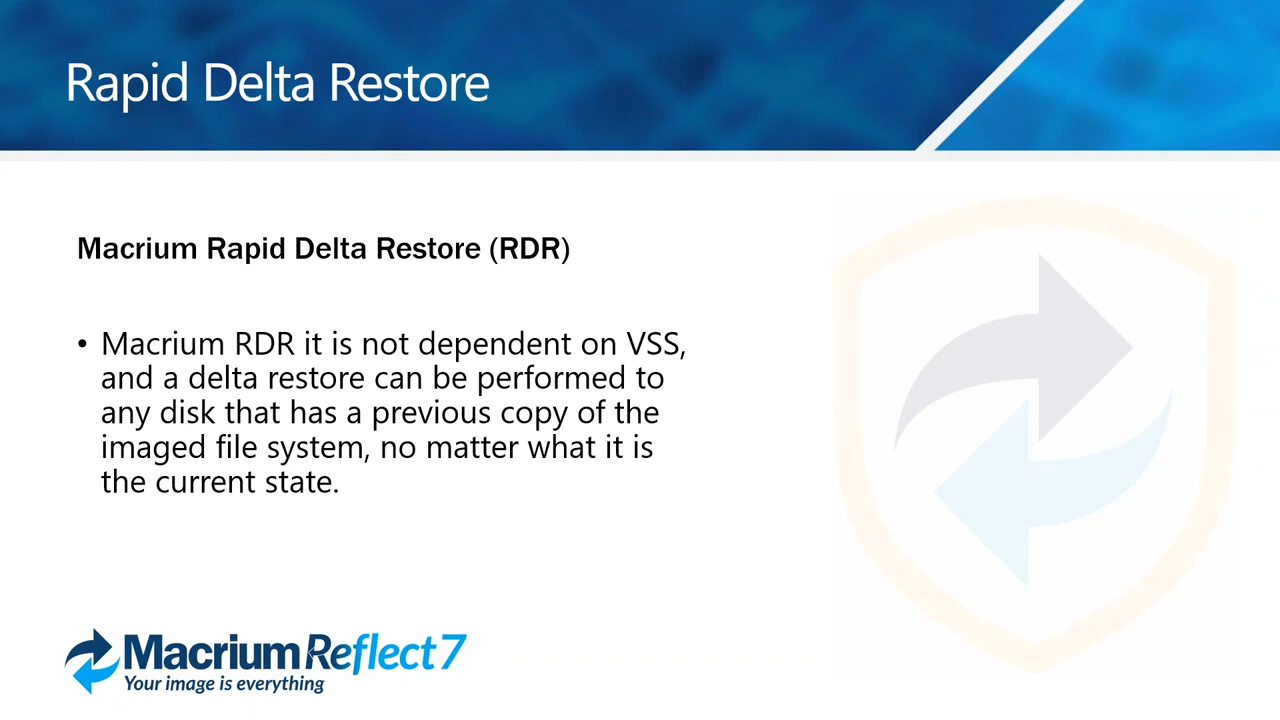 Rapid Delta Restore
Macrium Rapid Delta Restore (RDR)
• Macrium RDR it is not dependent on VSS,
and a delta restore can be performed to
any disk that has a previous copy of the
imaged file system, no matter what it is
the current state.
Macrium Reflect 7
Your image is everything